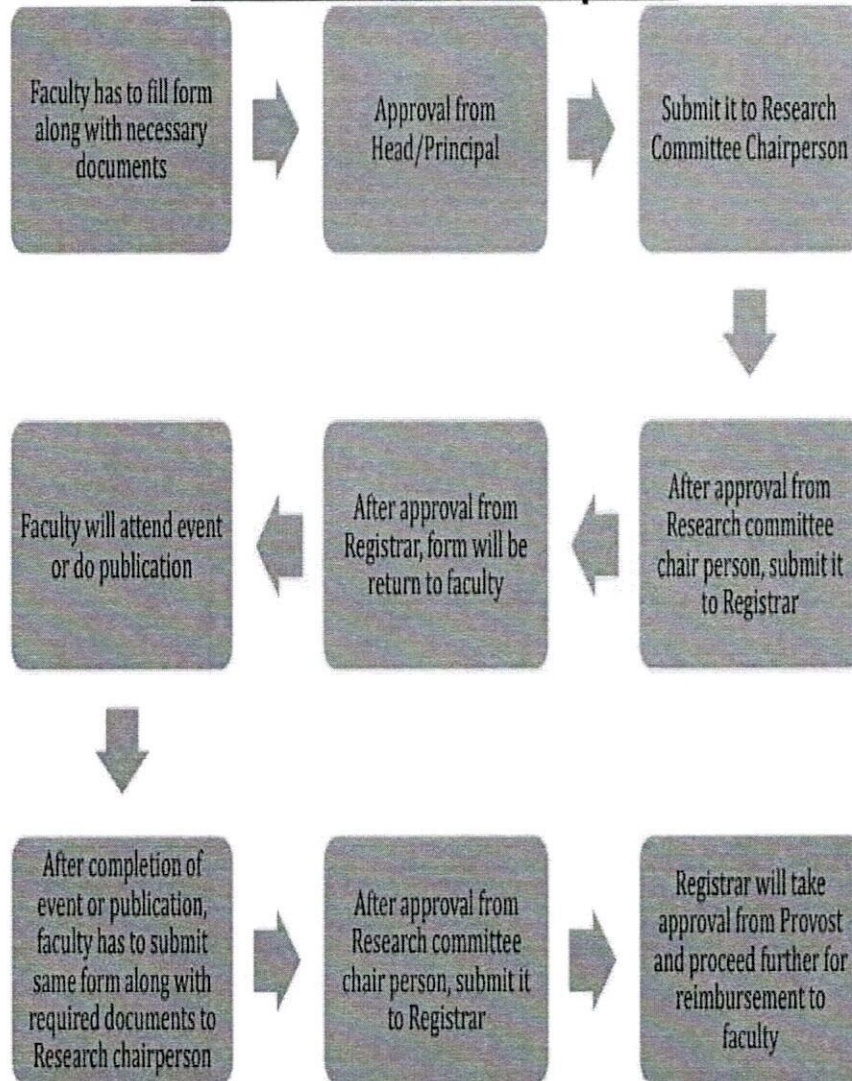 Faculty has to fill form
along with necessary
documents
Approval from
Head/Principal
Submit it to Research
Committee Chairperson
After approval from
Research committee
chair person, submit it
to Registrar
After approval from
Registrar, form will be
return to faculty
Faculty will attend event
or do publication
After completion of
event or publication,
faculty has to submit
same form along with
required documents to
Research chairperson
After approval from
Research committee
chair person, submit it
to Registrar
Registrar will take
approval from Provost
and proceed further for
reimbursement to
faculty